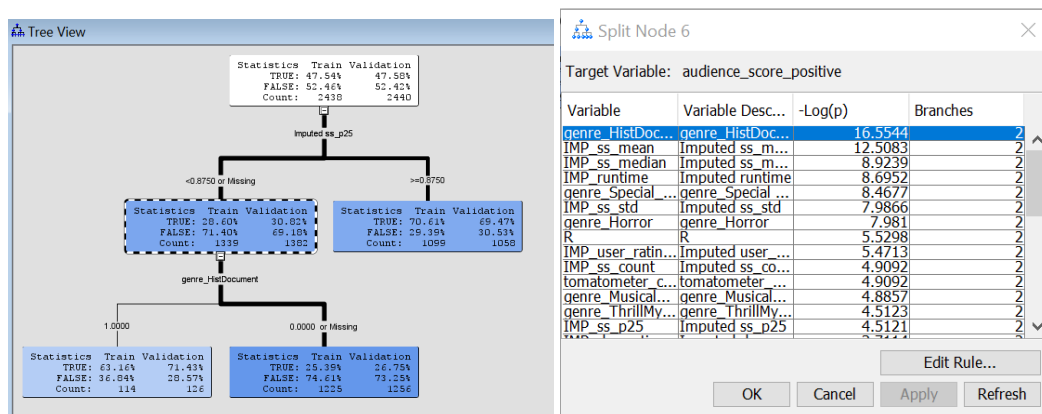 Tree View
Statistics Train Validation
TRUE: 47.54% 47.58%
FALSE: 52.46% 52.42%
Count: 2438 2440
Imputed ss_p25
<0.8750 or Missing
>=0.8750
Statistics Train Validation
TRUE: 28.60% 30.82%
FALSE: 71.40% 69.18%
Count: 1339 1382
Statistics Train Validation
TRUE: 70.61% 69.47%
FALSE: 29.39% 30.53%
Count: 1099 1058
genre_HistDocument
1.0000
0.0000 or Missing
Statistics Train Validation
TRUE: 63.16% 71.43%
FALSE: 36.84% 28.57%
Count: 114 126
Statistics Train Validation
TRUE: 25.39% 26.75%
FALSE: 74.61% 73.25%
Count: 1225 1256
Split Node 6
Target Variable: audience_score_positive
Variable Variable Desc... -Log(p) Branches
genre_HistDoc... genre_HistDoc... 16.5544 2
IMP_ss_mean Imputed ss_m... 12.5083 2
IMP_ss_median Imputed ss_m... 8.9239 2
IMP_runtime Imputed runtime 8.6952 2
genre_Special_... genre_Special ... 8.4677 2
IMP_ss_std Imputed ss_std 7.9866 2
genre_Horror genre_Horror 7.981 2
R R 5.5298 2
IMP_user_ratin... Imputed user_... 5.4713 2
IMP_ss_count Imputed ss_co... 4.9092 2
tomatometer_c... tomatometer_... 4.9092 2
genre_Musical... genre_Musical... 4.8857 2
genre_ThrillMy... genre_ThrillMy... 4.5123 2
IMP_ss_p25 Imputed ss_p25 4.5121 2
Edit Rule...
OK Cancel Apply Refresh